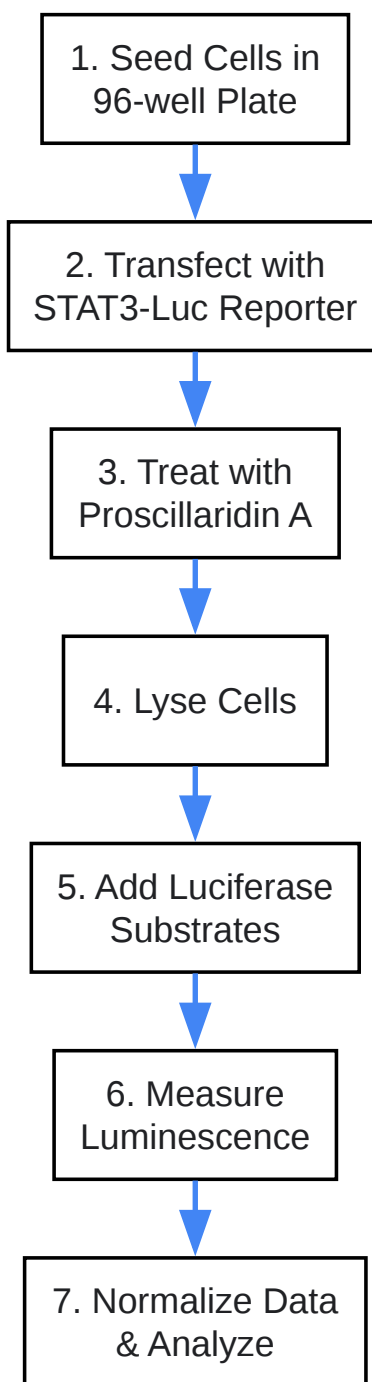 1. Seed Cells in
96-well Plate
2. Transfect with
STAT3-Luc Reporter
3. Treat with
Proscillaridin A
4. Lyse Cells
5. Add Luciferase
Substrates
6. Measure
Luminescence
7. Normalize Data
& Analyze